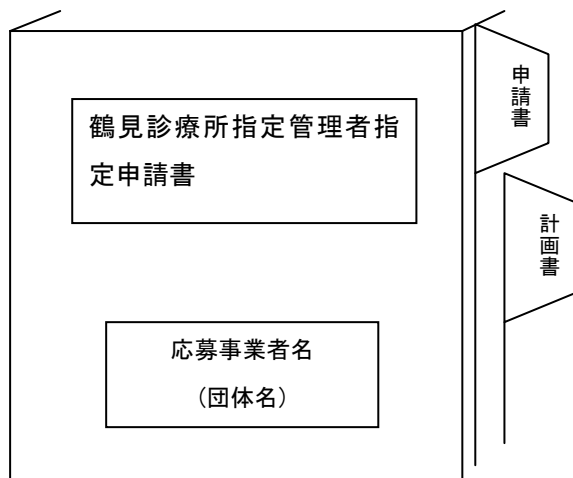 鶴見診療所指定管理者指
定申請書
申請書
計画書
応募事業者名
（団体名）